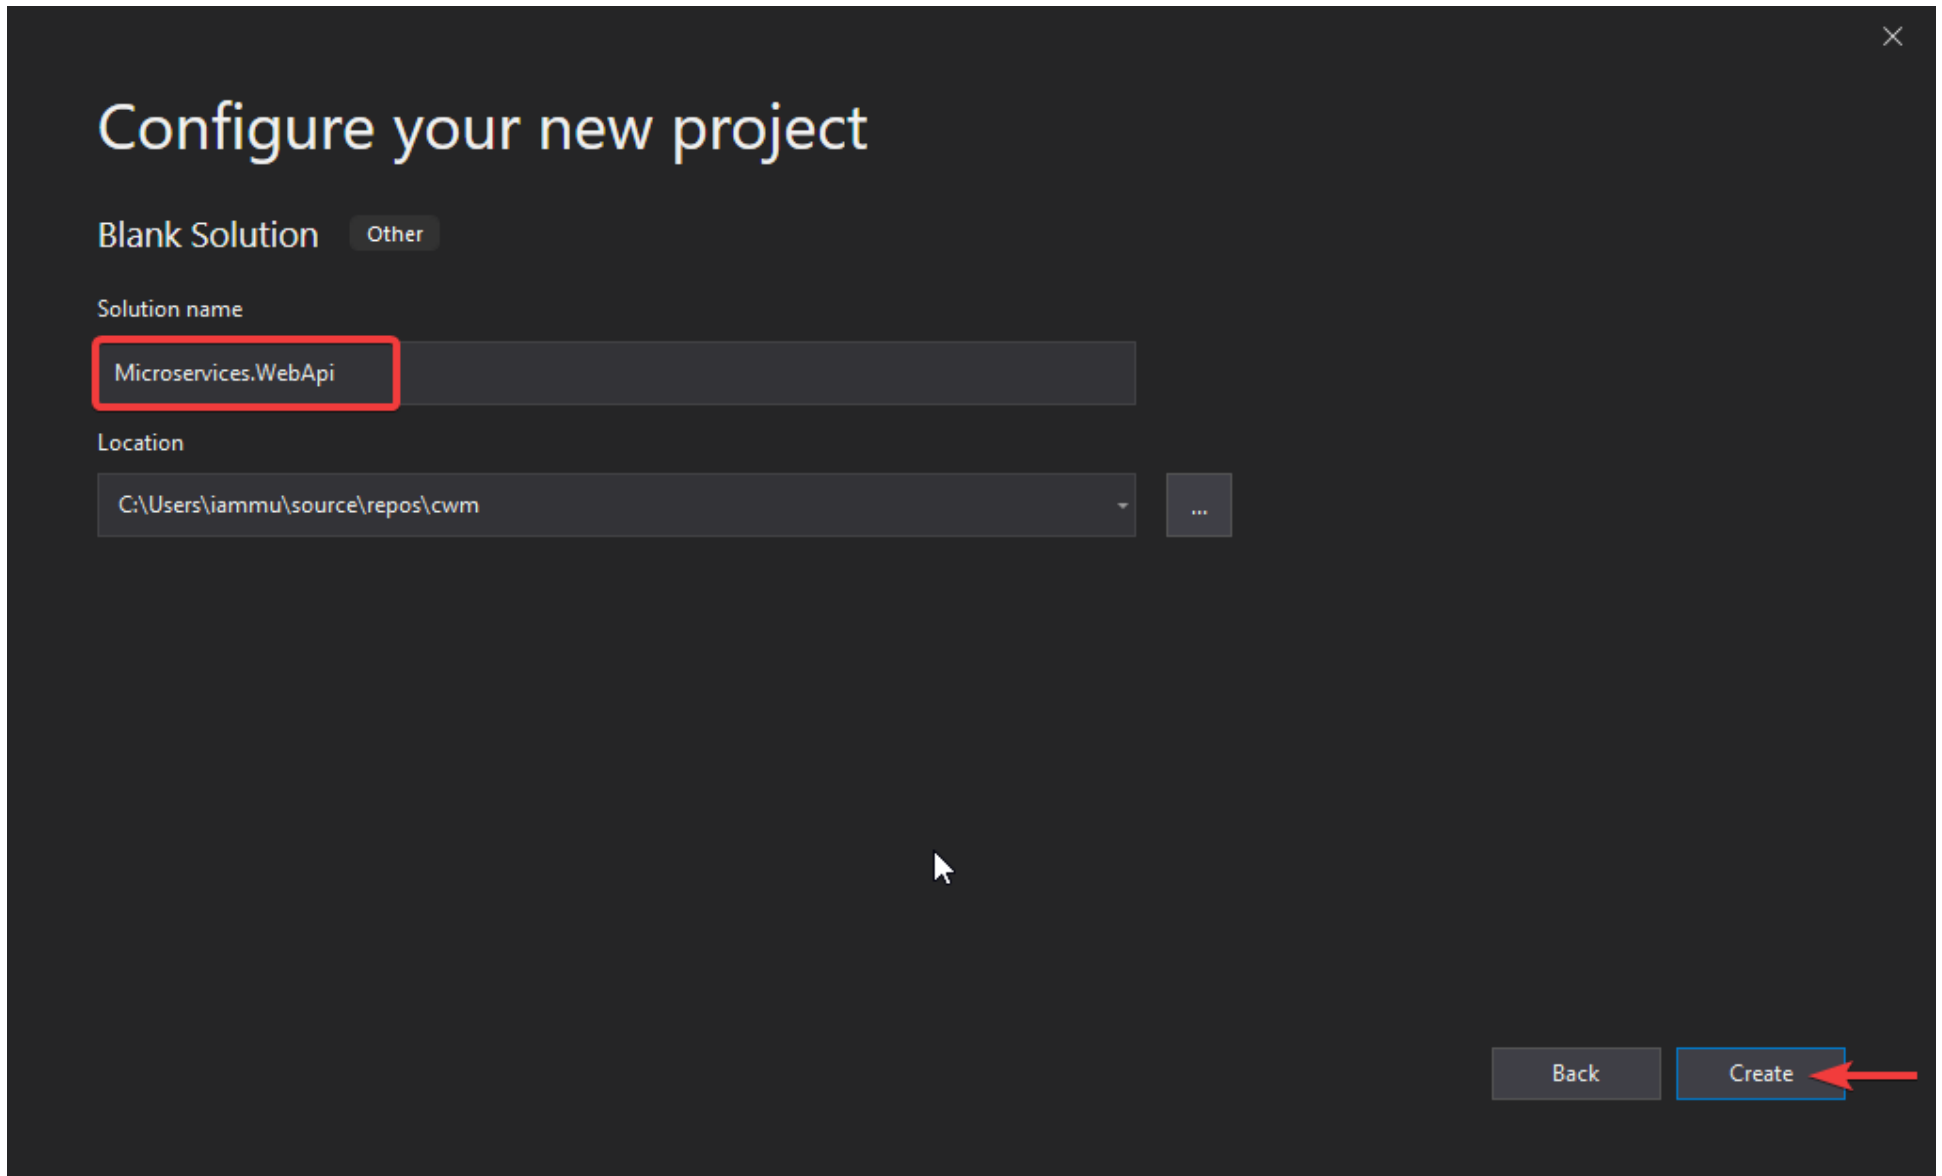 Configure your new project
Blank Solution Other
Solution name
Microservices.WebApi
Location
C:\Users\iammu\source\repos\cwm
...
Back Create